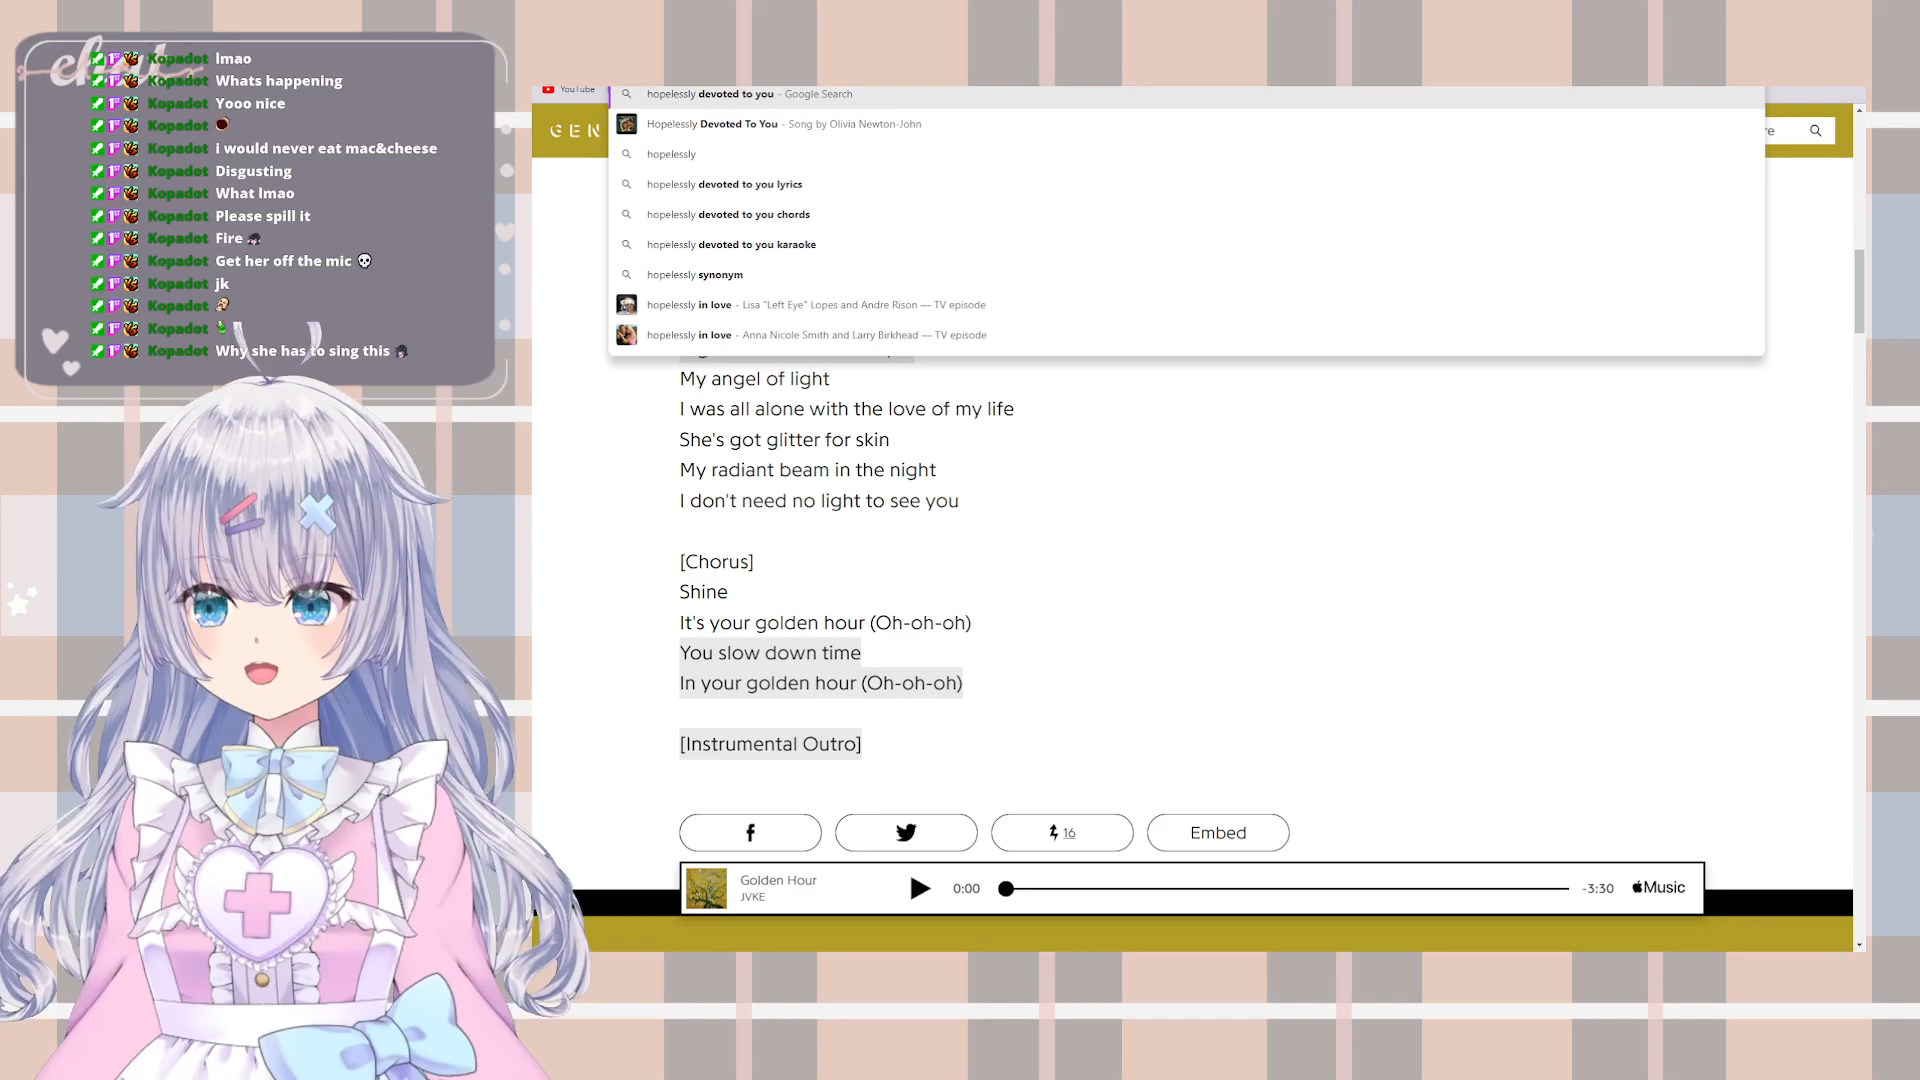 chat
Kopadot lmao
Kopadot Whats happening
Kopadot Yooo nice
Kopadot
Kopadot i would never eat mac&cheese
Kopadot Disgusting
Kopadot What lmao
Kopadot Please spill it
Kopadot Fire
Kopadot Get her off the mic
Kopadot jk
Kopadot
Kopadot
Kopadot Why she has to sing this
YouTube
GEN
hopelessly devoted to you - Google Search
Hopelessly Devoted To You - Song by Olivia Newton-John
hopelessly
hopelessly devoted to you lyrics
hopelessly devoted to you chords
hopelessly devoted to you karaoke
hopelessly synonym
hopelessly in love - Lisa "Left Eye" Lopes and Andre Rison — TV episode
hopelessly in love - Anna Nicole Smith and Larry Birkhead — TV episode
My angel of light
I was all alone with the love of my life
She's got glitter for skin
My radiant beam in the night
I don't need no light to see you
[Chorus]
Shine
It's your golden hour (Oh-oh-oh)
You slow down time
In your golden hour (Oh-oh-oh)
[Instrumental Outro]
16
Embed
Golden Hour
JVKE
0:00
-3:30
Music